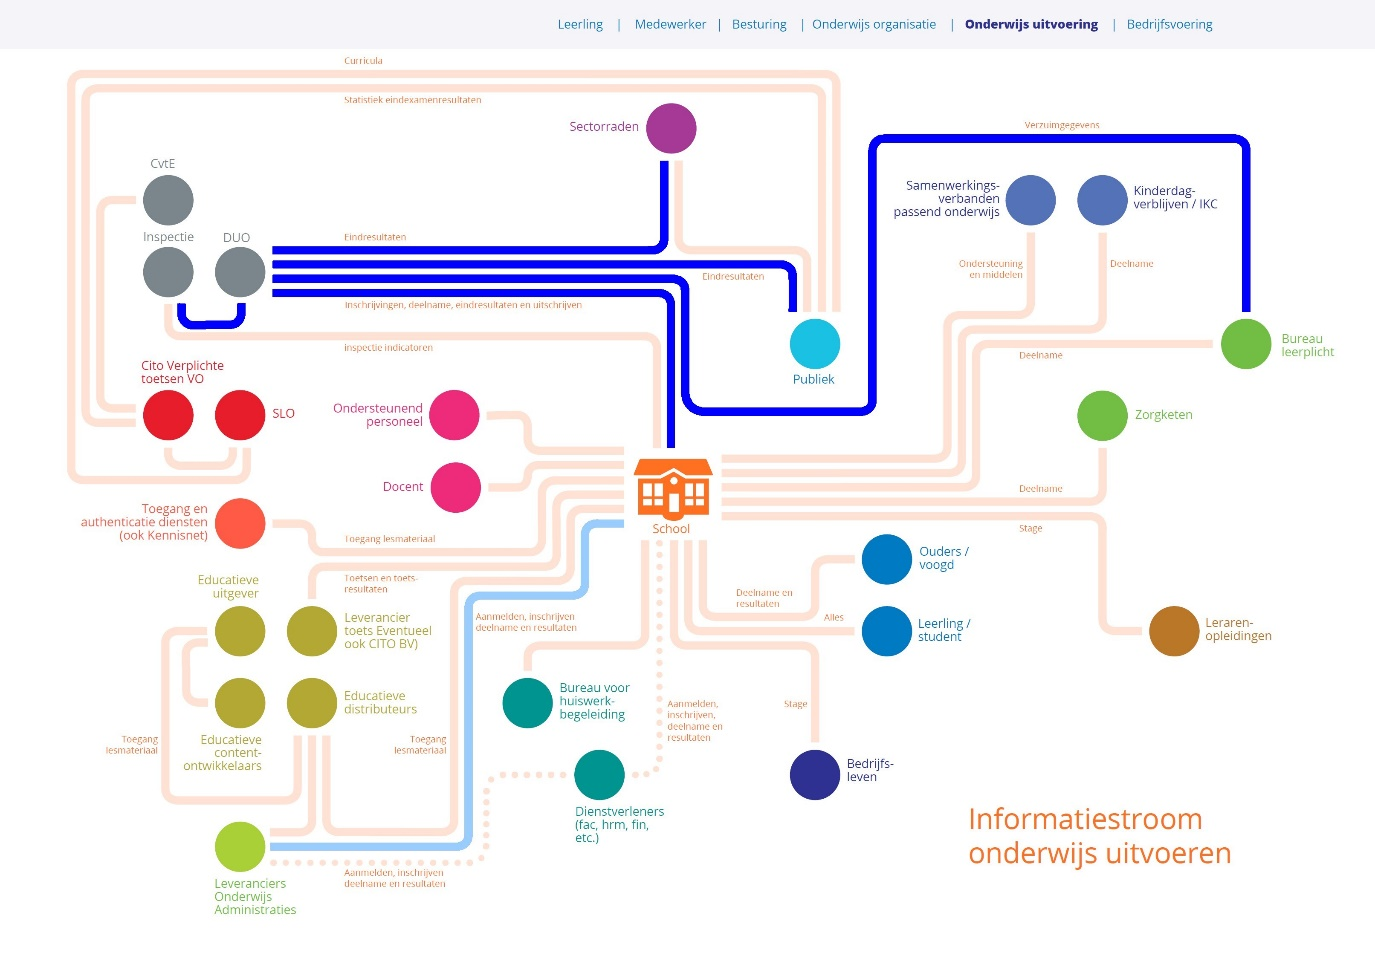 Leerling | Medewerker | Besturing | Onderwijs organisatie | Onderwijs uitvoering | Bedrijfsvoering
Curricula
Statistiek eindexamenresultaten
Sectorraden
Verzuimgegevens
CvtE
Samenwerkings-
verbanden
passend onderwijs
Kinderdag-
verblijven / IKC
Inspectie
DUO
Eindresultaten
Eindresultaten
Ondersteuning
en middelen
Deelname
Inschrijvingen, deelname, eindresultaten en uitschrijven
inspectie indicatoren
Publiek
Deelname
Bureau
leerplicht
Cito Verplichte
toetsen VO
SLO
Ondersteunend
personeel
Zorgketen
Docent
Deelname
Toegang en
authenticatie diensten
(ook Kennisnet)
School
Stage
Toegang lesmateriaal
Ouders /
voogd
Educatieve
uitgever
Toetsen en toets-
resultaten
Deelname en
resultaten
Leverancier
toets Eventueel
ook CITO BV)
Aanmelden, inschrijven
deelname en resultaten
Alles
Leerling /
student
Leraren-
opleidingen
Bureau voor
huiswerk-
begeleiding
Educatieve
distributeurs
Aanmelden,
inschrijven,
deelname en
resultaten
Stage
Toegang
lesmateriaal
Educatieve
content-
ontwikkelaars
Toegang
lesmateriaal
Bedrijfs-
leven
Dienstverleners
(fac, hrm, fin,
etc.)
Informatiestroom
onderwijs uitvoeren
Aanmelden, inschrijven
deelname en resultaten
Leveranciers
Onderwijs
Administraties